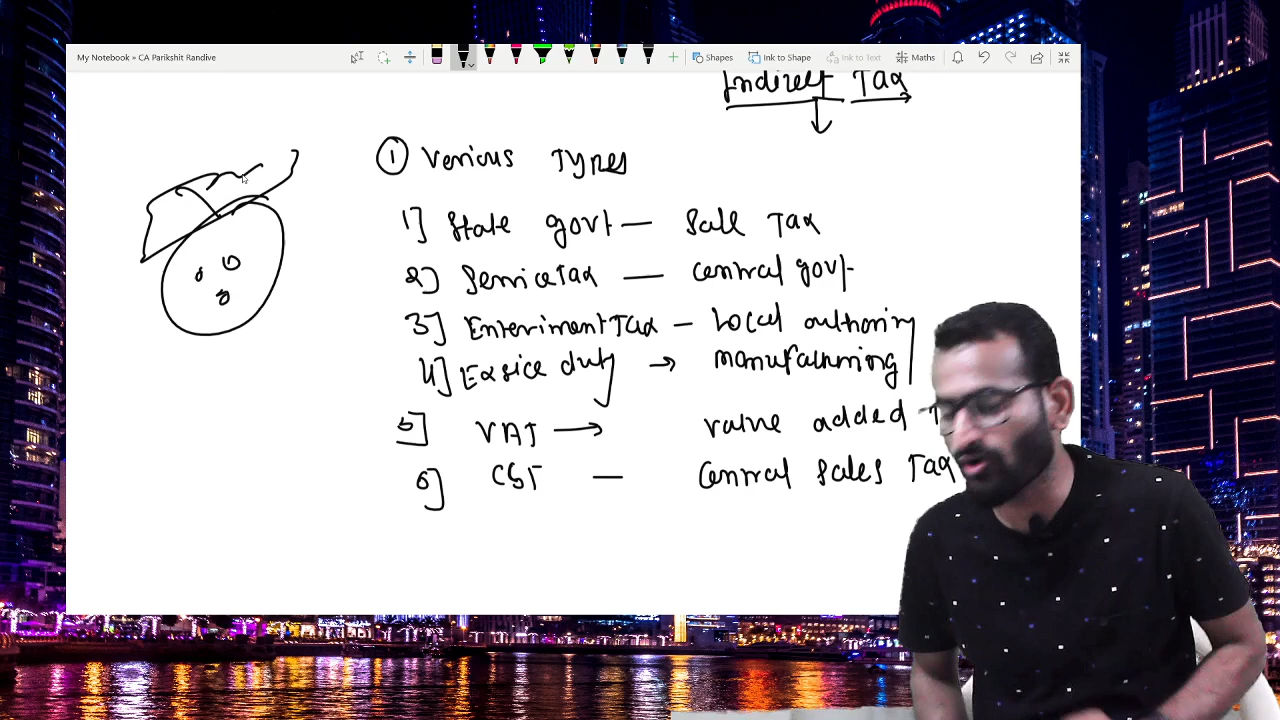 My Notebook » CA Parikshit Randive
Shapes
Ink to Shape
Ink to Text
Maths
Indirect Tax
① Various Types
1] State govt — Sale Tax
2] Service Tax — central govt
3] Enteriment Tax — Local authority
4] Exsice duty → manufacturing
5] VAT → value added T
6] CST — Central Sales Tax